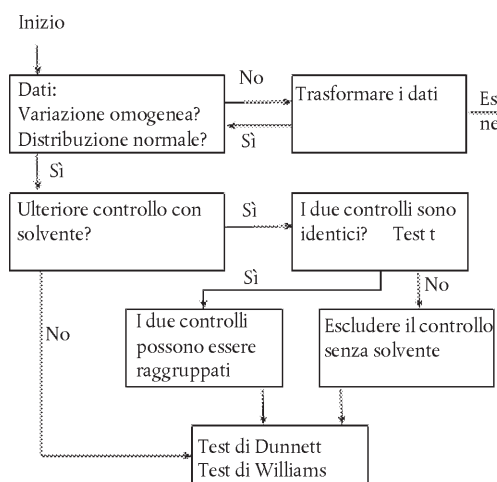 Inizio
Dati:
Variazione omogenea?
Distribuzione normale?
No
Sì
Trasformare i dati
Sì
Ulteriore controllo con
solvente?
Sì
I due controlli sono
identici? Test t
Sì
No
No
I due controlli
possono essere
raggruppati
Escludere il controllo
senza solvente
Test di Dunnett
Test di Williams